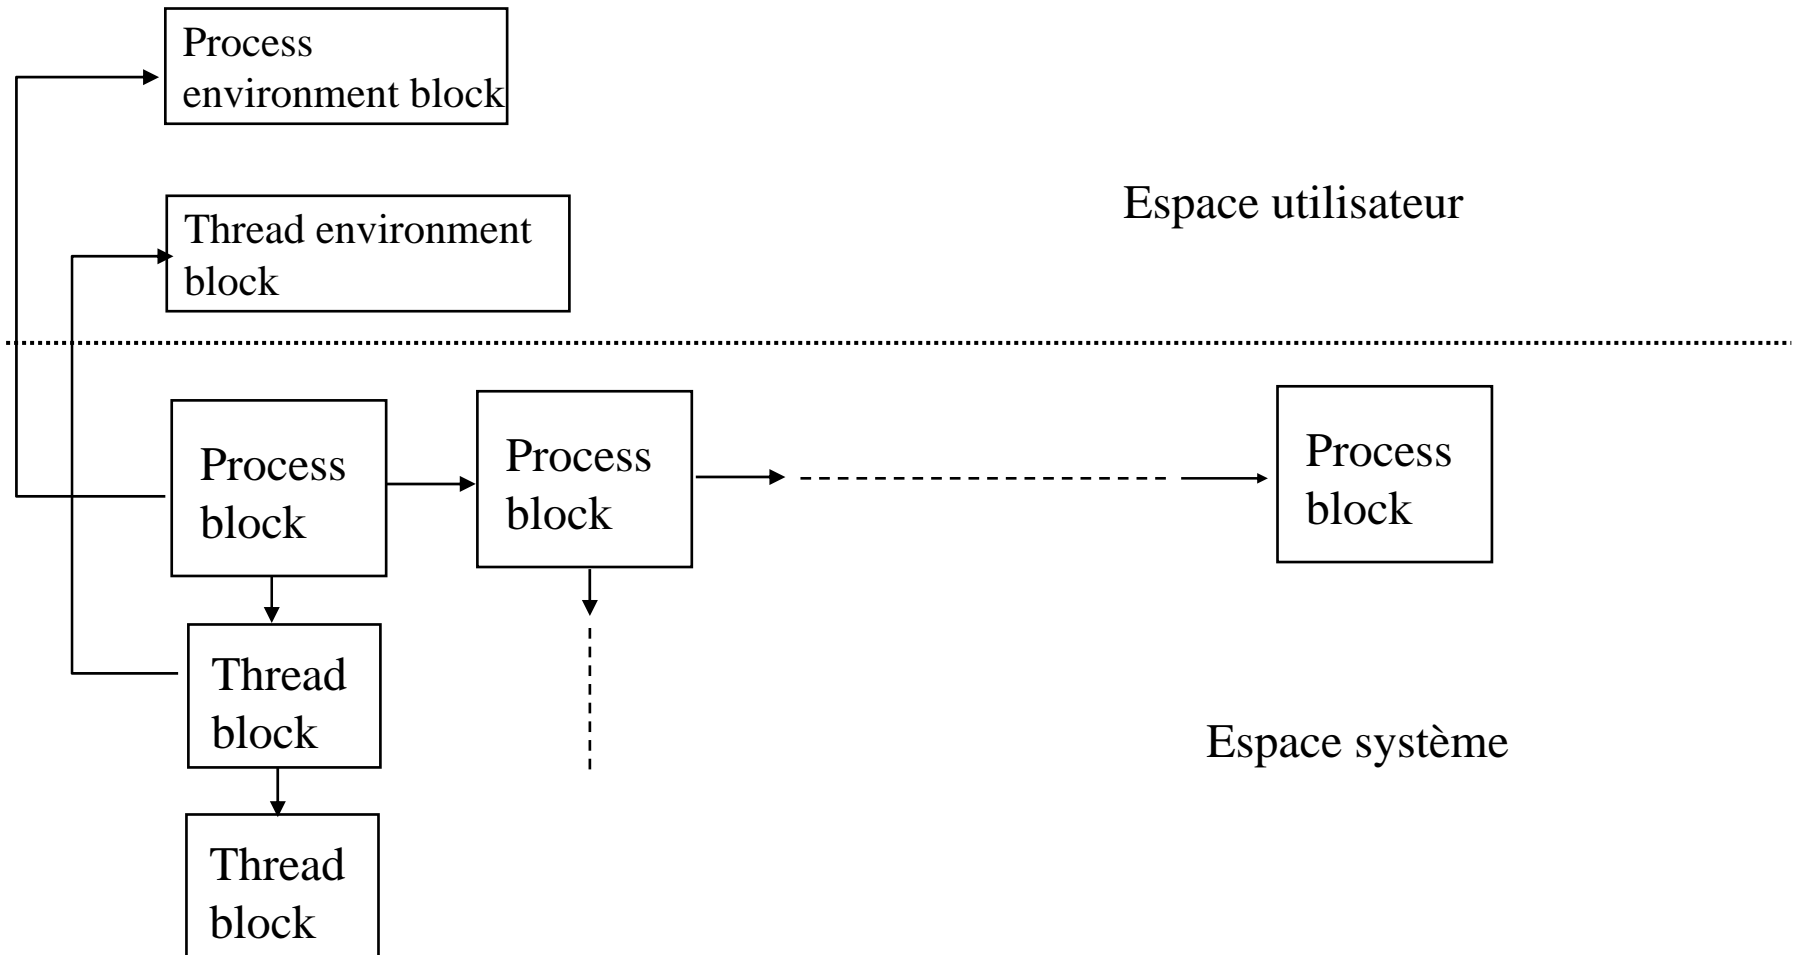 Process
environment block
Thread environment
block
Espace utilisateur
Process
block
Process
block
Process
block
Thread
block
Espace système
Thread
block